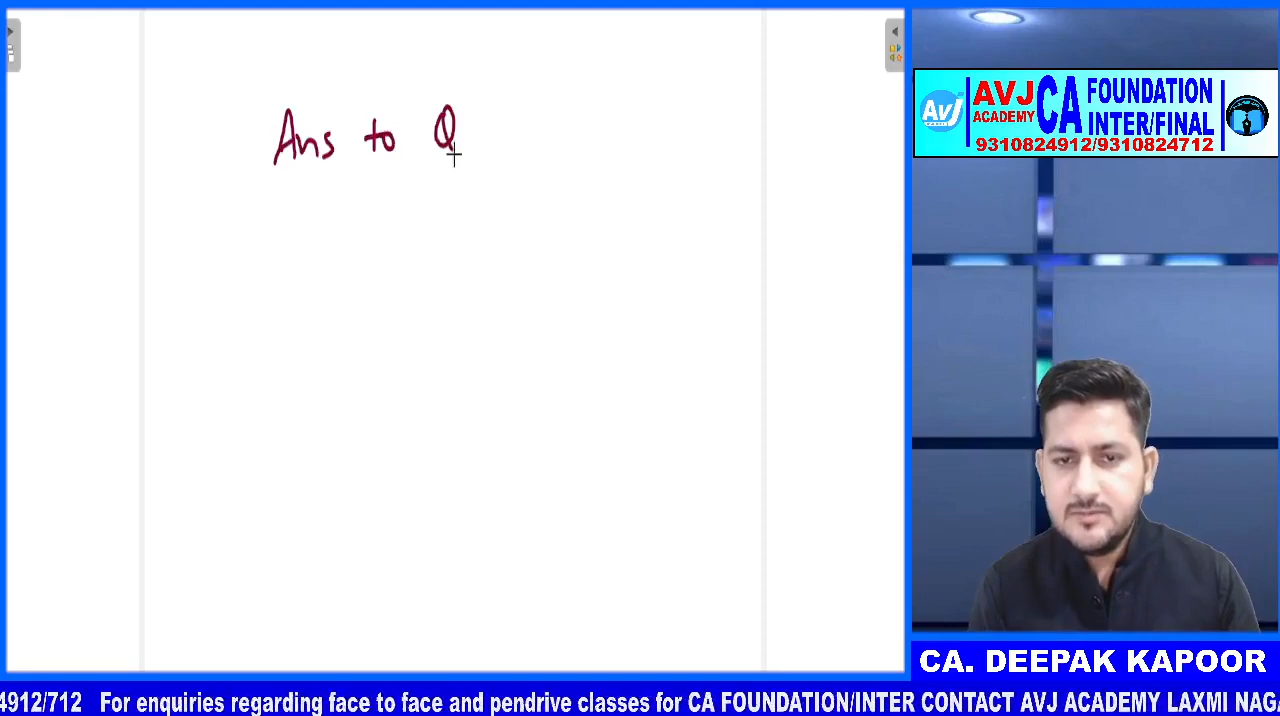 Ans to Q
AVJ
ACADEMY
CA
FOUNDATION
INTER/FINAL
9310824912/9310824712
AVJ
CA. DEEPAK KAPOOR
4912/712 For enquiries regarding face to face and pendrive classes for CA FOUNDATION/INTER CONTACT AVJ ACADEMY LAXMI NAGA